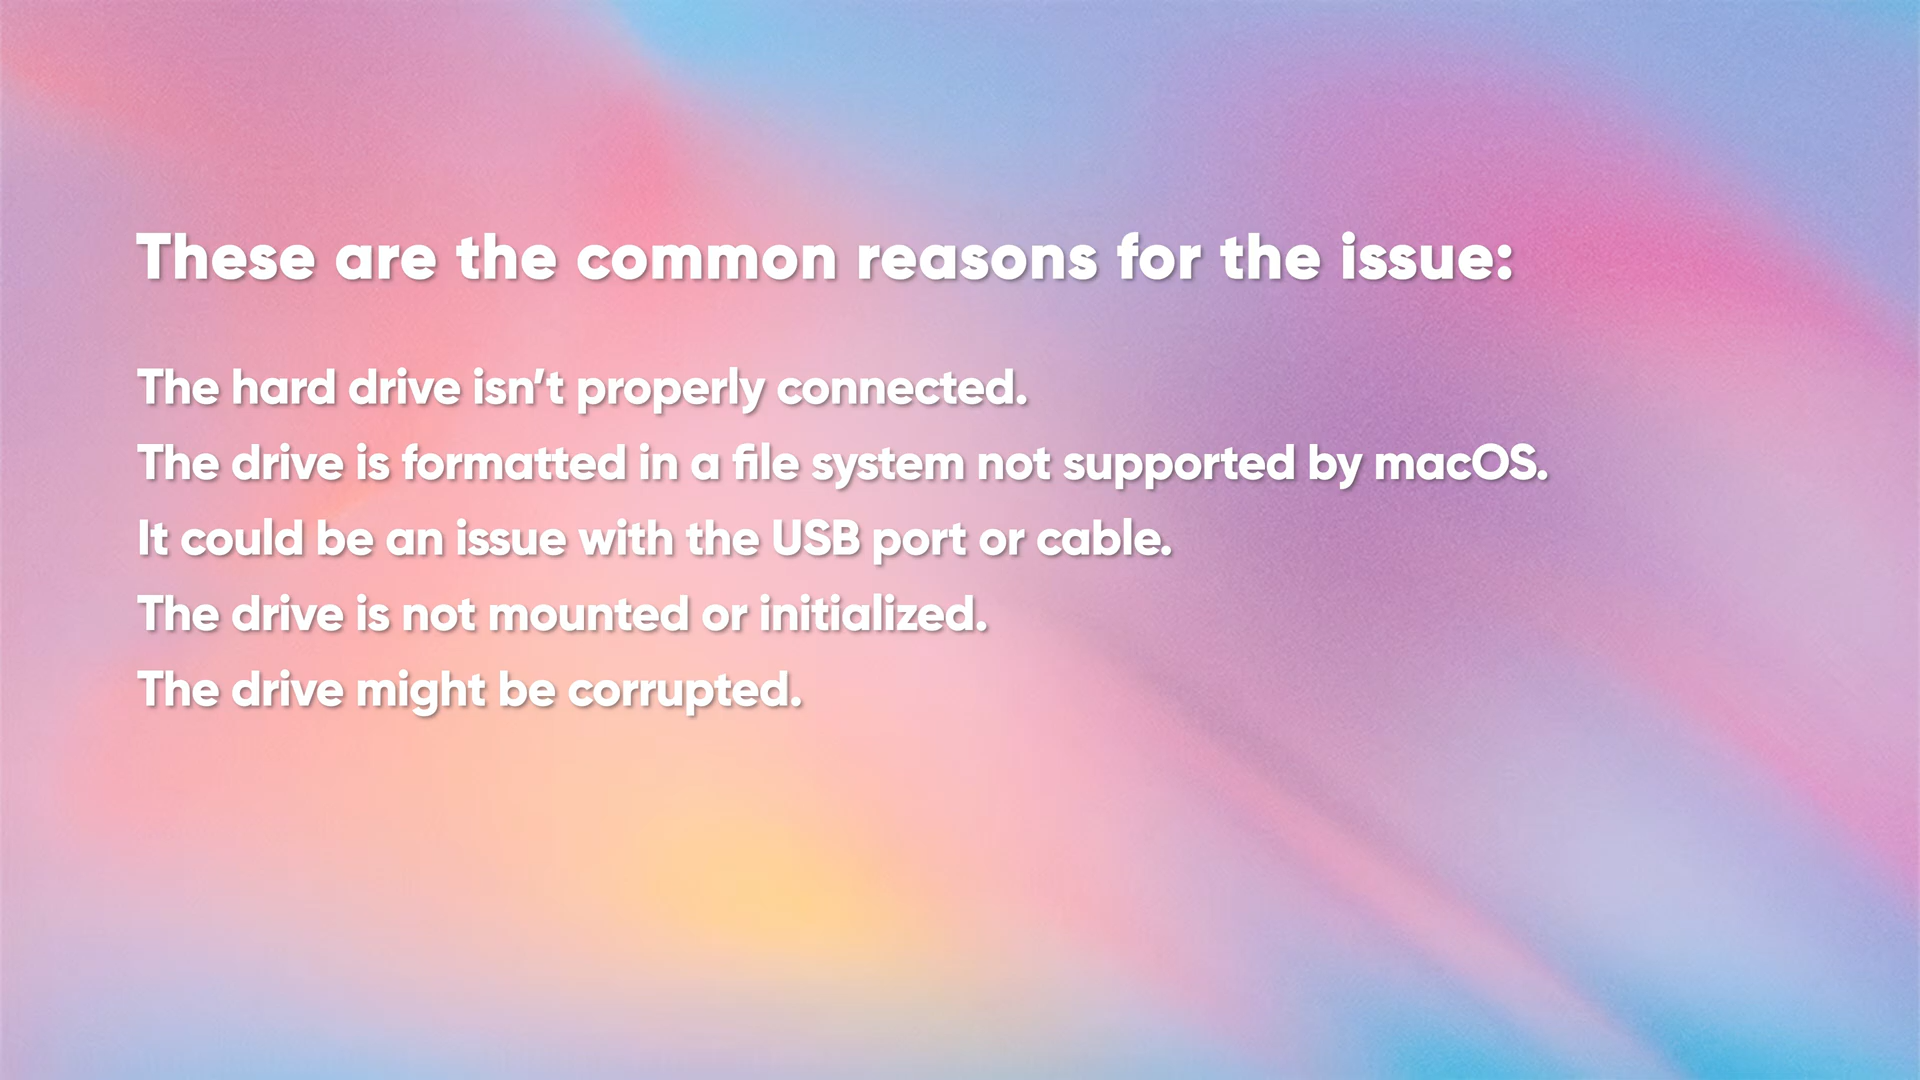 These are the common reasons for the issue:
The hard drive isn’t properly connected.
The drive is formatted in a file system not supported by macOS.
It could be an issue with the USB port or cable.
The drive is not mounted or initialized.
The drive might be corrupted.